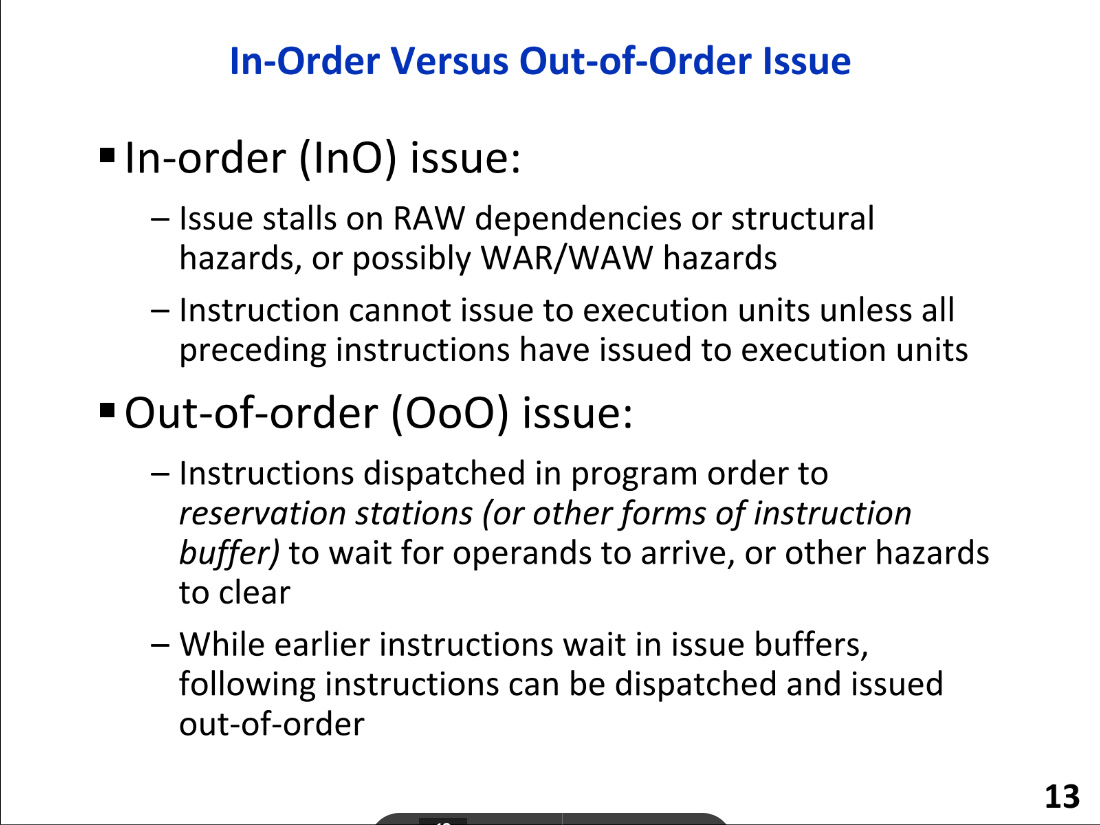 In-Order Versus Out-of-Order Issue
▪ In-order (InO) issue:
– Issue stalls on RAW dependencies or structural
hazards, or possibly WAR/WAW hazards
– Instruction cannot issue to execution units unless all
preceding instructions have issued to execution units
▪ Out-of-order (OoO) issue:
– Instructions dispatched in program order to
reservation stations (or other forms of instruction
buffer) to wait for operands to arrive, or other hazards
to clear
– While earlier instructions wait in issue buffers,
following instructions can be dispatched and issued
out-of-order
13